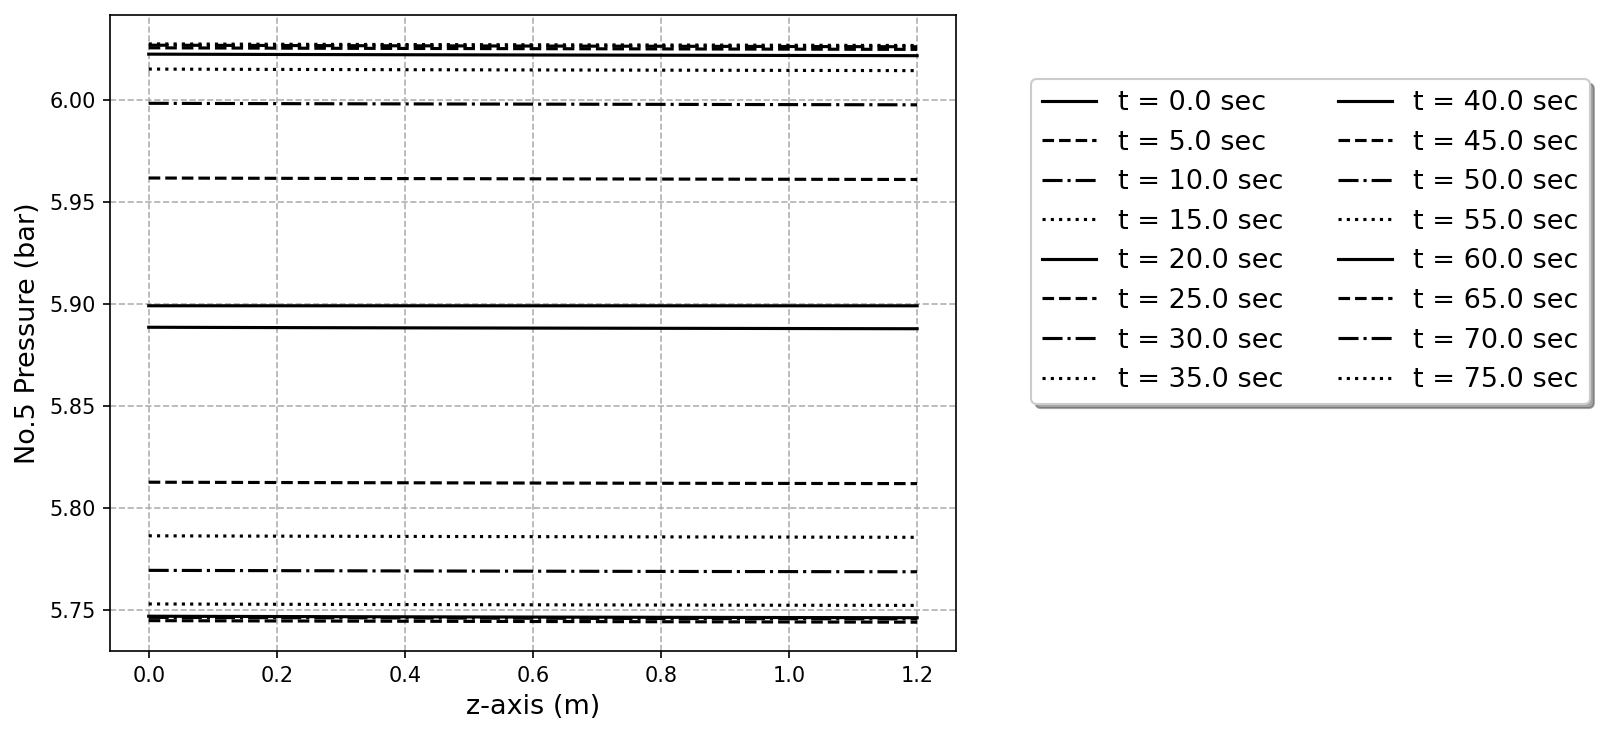 6.00
5.95
5.90
5.85
5.80
5.75
No.5 Pressure (bar)
0.0 0.2 0.4 0.6 0.8 1.0 1.2
z-axis (m)
t = 0.0 sec
t = 5.0 sec
t = 10.0 sec
t = 15.0 sec
t = 20.0 sec
t = 25.0 sec
t = 30.0 sec
t = 35.0 sec
t = 40.0 sec
t = 45.0 sec
t = 50.0 sec
t = 55.0 sec
t = 60.0 sec
t = 65.0 sec
t = 70.0 sec
t = 75.0 sec